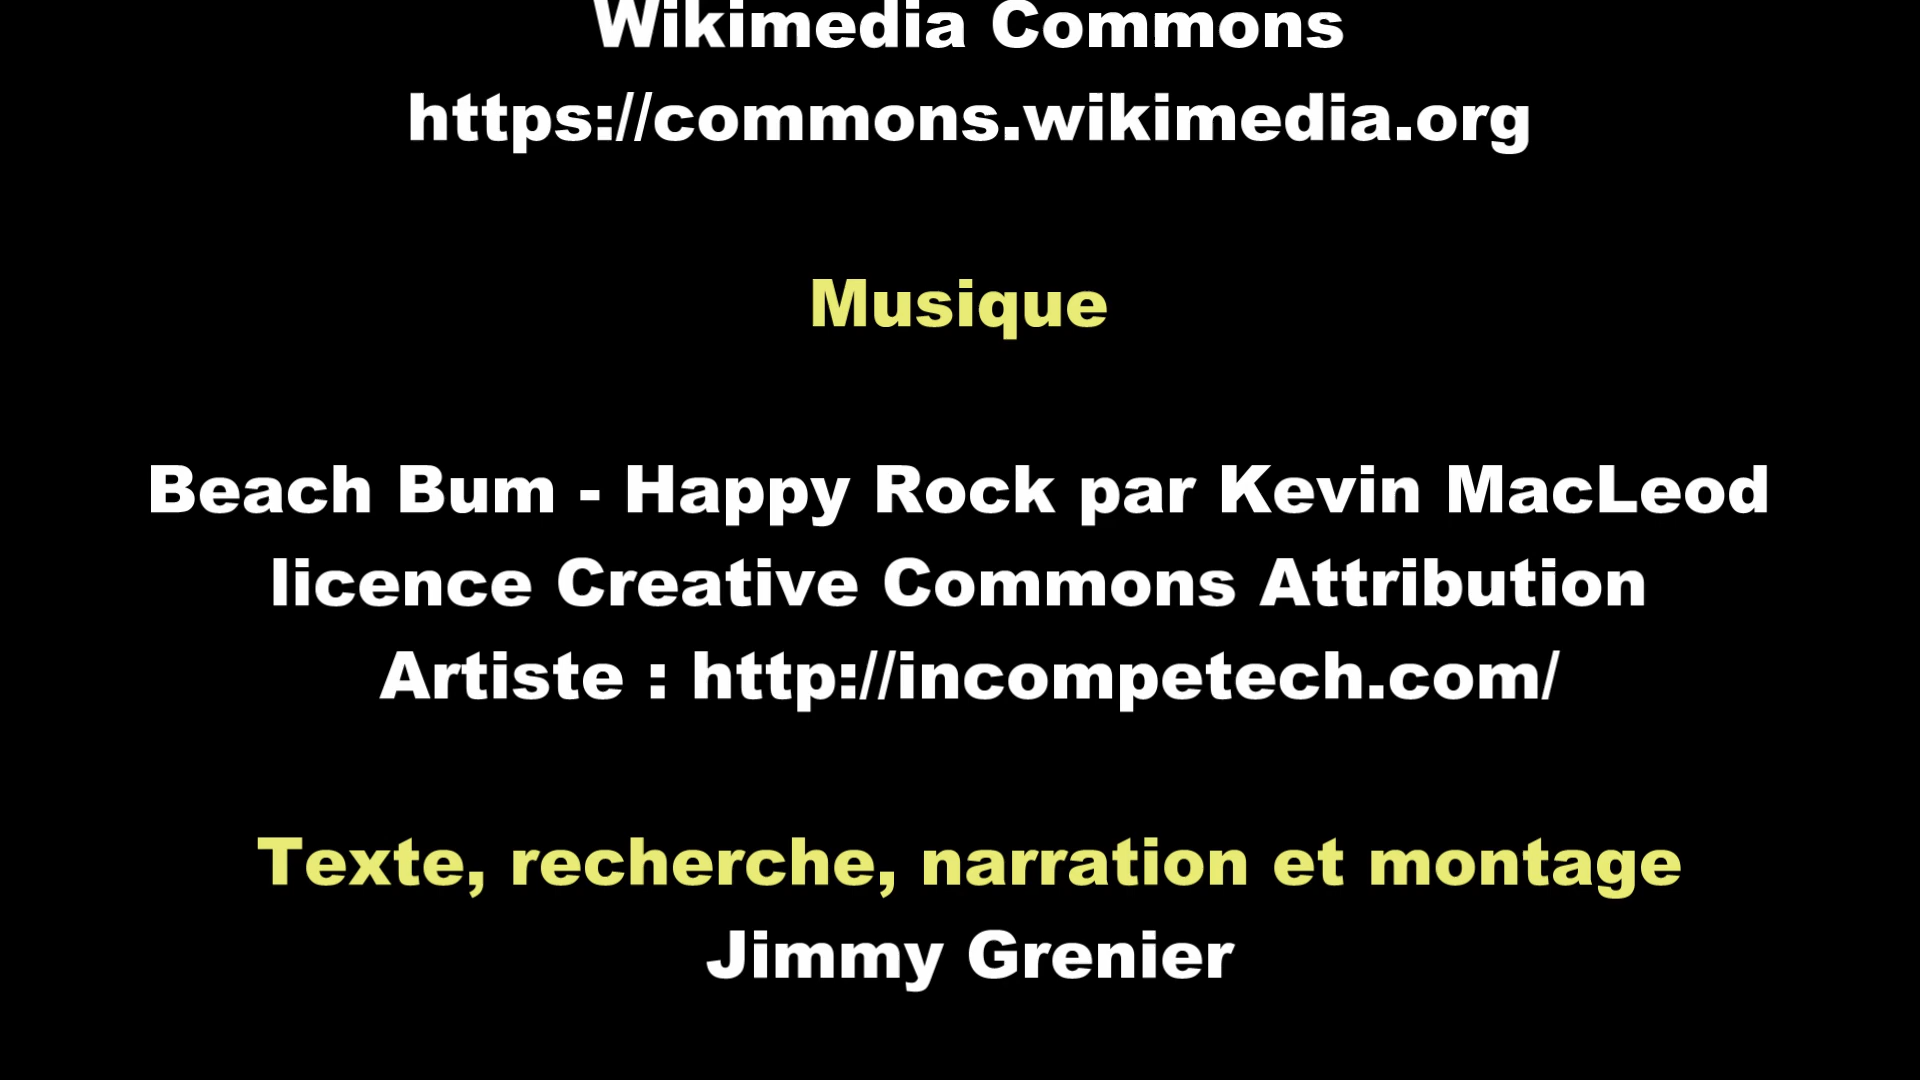 Wikimedia Commons
https://commons.wikimedia.org
Musique
Beach Bum - Happy Rock par Kevin MacLeod
licence Creative Commons Attribution
Artiste : http://incompetech.com/
Texte, recherche, narration et montage
Jimmy Grenier